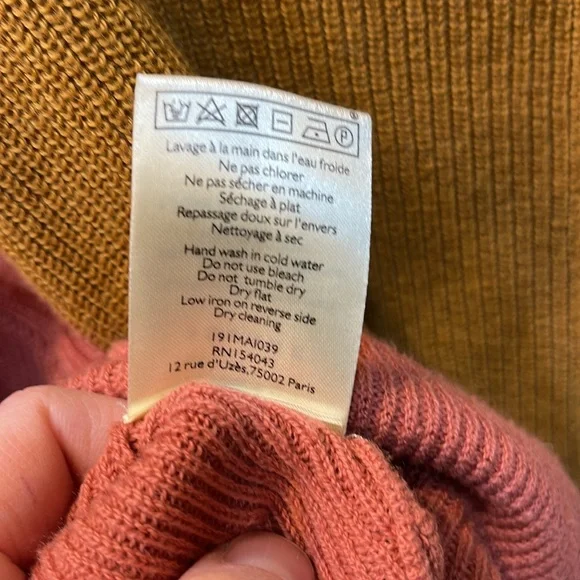 P
Lavage à la main dans l'eau froide
Ne pas chlorer
Ne pas sécher en machine
Séchage à plat
Repassage doux sur l'envers
Nettoyage à sec
Hand wash in cold water
Do not use bleach
Do not tumble dry
Dry flat
Low iron on reverse side
Dry cleaning
191MAI039
RN154043
12 rue d'Uzès,75002 Paris